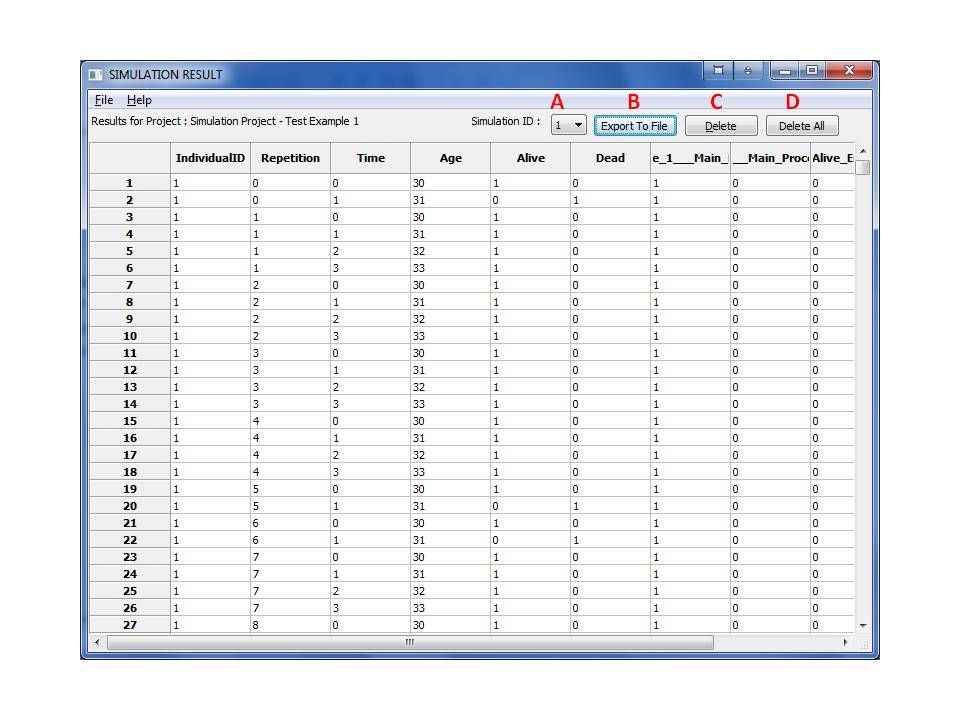 SIMULATION RESULT
File Help
A B C D
Results for Project : Simulation Project - Test Example 1 Simulation ID : 1 Export To File Delete Delete All
IndividualID Repetition Time Age Alive Dead e_1___Main_ __Main_Proc Alive_E
1 1 0 0 30 1 0 1 0 0
2 1 0 1 31 0 1 1 0 0
3 1 1 0 30 1 0 1 0 0
4 1 1 1 31 1 0 1 0 0
5 1 1 2 32 1 0 1 0 0
6 1 1 3 33 1 0 1 0 0
7 1 2 0 30 1 0 1 0 0
8 1 2 1 31 1 0 1 0 0
9 1 2 2 32 1 0 1 0 0
10 1 2 3 33 1 0 1 0 0
11 1 3 0 30 1 0 1 0 0
12 1 3 1 31 1 0 1 0 0
13 1 3 2 32 1 0 1 0 0
14 1 3 3 33 1 0 1 0 0
15 1 4 0 30 1 0 1 0 0
16 1 4 1 31 1 0 1 0 0
17 1 4 2 32 1 0 1 0 0
18 1 4 3 33 1 0 1 0 0
19 1 5 0 30 1 0 1 0 0
20 1 5 1 31 0 1 1 0 0
21 1 6 0 30 1 0 1 0 0
22 1 6 1 31 0 1 1 0 0
23 1 7 0 30 1 0 1 0 0
24 1 7 1 31 1 0 1 0 0
25 1 7 2 32 1 0 1 0 0
26 1 7 3 33 1 0 1 0 0
27 1 8 0 30 1 0 1 0 0